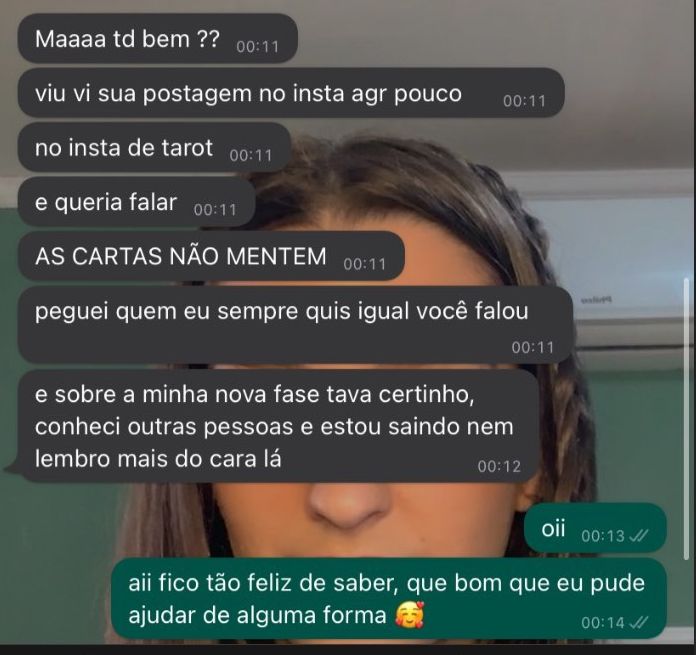 Maaaa td bem ?? 00:11
viu vi sua postagem no insta agr pouco 00:11
no insta de tarot 00:11
e queria falar 00:11
AS CARTAS NÃO MENTEM 00:11
peguei quem eu sempre quis igual você falou
00:11
e sobre a minha nova fase tava certinho,
conheci outras pessoas e estou saindo nem
lembro mais do cara lá 00:12
oii 00:13
aii fico tão feliz de saber, que bom que eu pude
ajudar de alguma forma 🥰 00:14